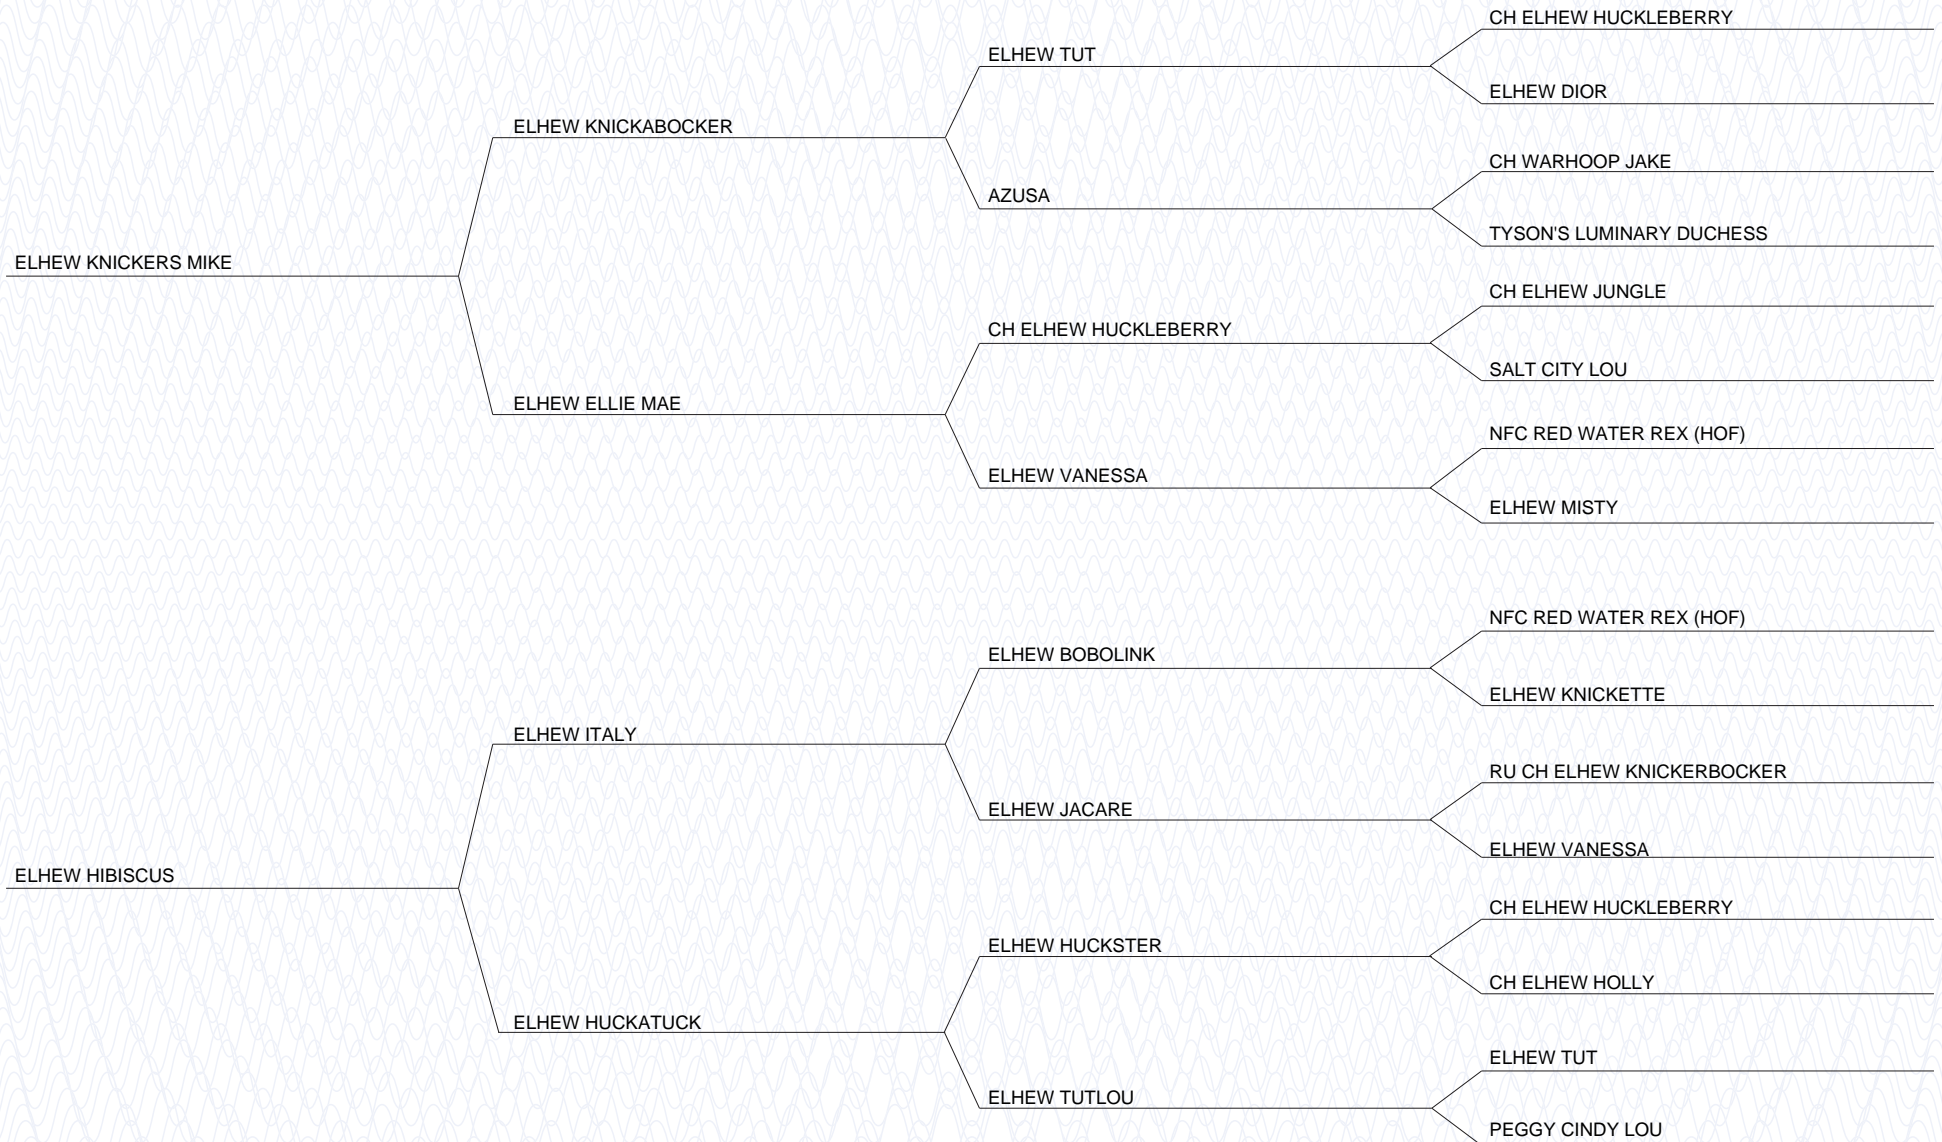 CH ELHEW HUCKLEBERRY
ELHEW TUT
ELHEW DIOR
ELHEW KNICKABOCKER
CH WARHOOP JAKE
AZUSA
TYSON'S LUMINARY DUCHESS
ELHEW KNICKERS MIKE
CH ELHEW JUNGLE
CH ELHEW HUCKLEBERRY
SALT CITY LOU
ELHEW ELLIE MAE
NFC RED WATER REX (HOF)
ELHEW VANESSA
ELHEW MISTY
NFC RED WATER REX (HOF)
ELHEW BOBOLINK
ELHEW KNICKETTE
ELHEW ITALY
RU CH ELHEW KNICKERBOCKER
ELHEW JACARE
ELHEW VANESSA
ELHEW HIBISCUS
CH ELHEW HUCKLEBERRY
ELHEW HUCKSTER
CH ELHEW HOLLY
ELHEW HUCKATUCK
ELHEW TUT
ELHEW TUTLOU
PEGGY CINDY LOU